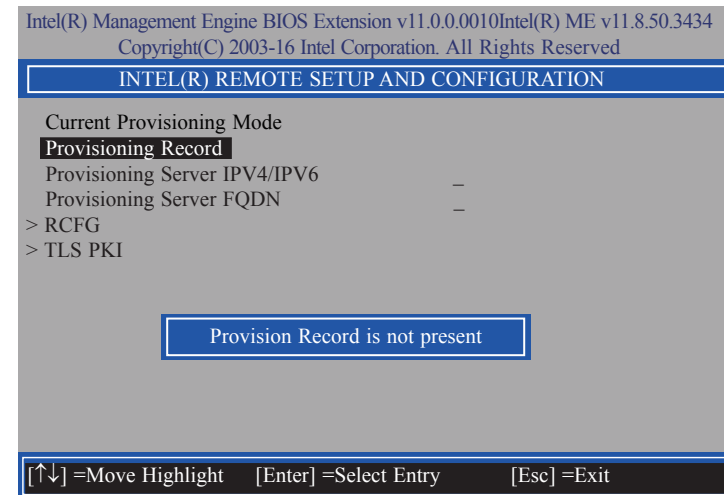 Intel(R) Management Engine BIOS Extension v11.0.0.0010Intel(R) ME v11.8.50.3434
Copyright(C) 2003-16 Intel Corporation. All Rights Reserved
INTEL(R) REMOTE SETUP AND CONFIGURATION
Current Provisioning Mode
Provisioning Record
Provisioning Server IPV4/IPV6 _
Provisioning Server FQDN _
> RCFG
> TLS PKI
Provision Record is not present
[↑↓] =Move Highlight [Enter] =Select Entry [Esc] =Exit